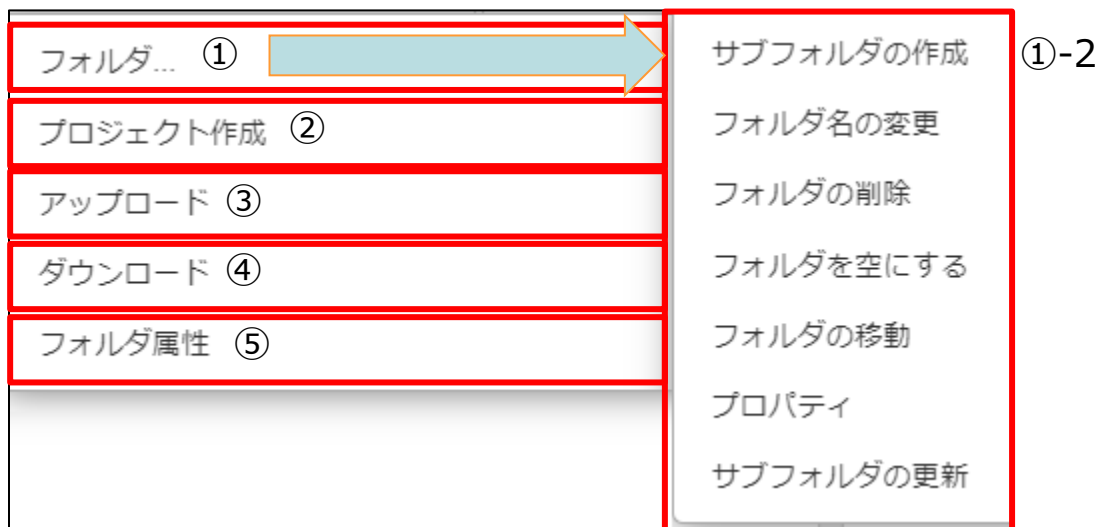 フォルダ... ①
プロジェクト作成 ②
アップロード ③
ダウンロード ④
フォルダ属性 ⑤
サブフォルダの作成
フォルダ名の変更
フォルダの削除
フォルダを空にする
フォルダの移動
プロパティ
サブフォルダの更新
①-2